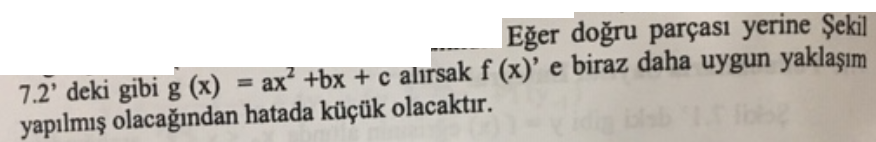 Eğer doğru parçası yerine Şekil
7.2' deki gibi g (x) = ax² +bx + c alırsak f (x)' e biraz daha uygun yaklaşım
yapılmış olacağından hatada küçük olacaktır.